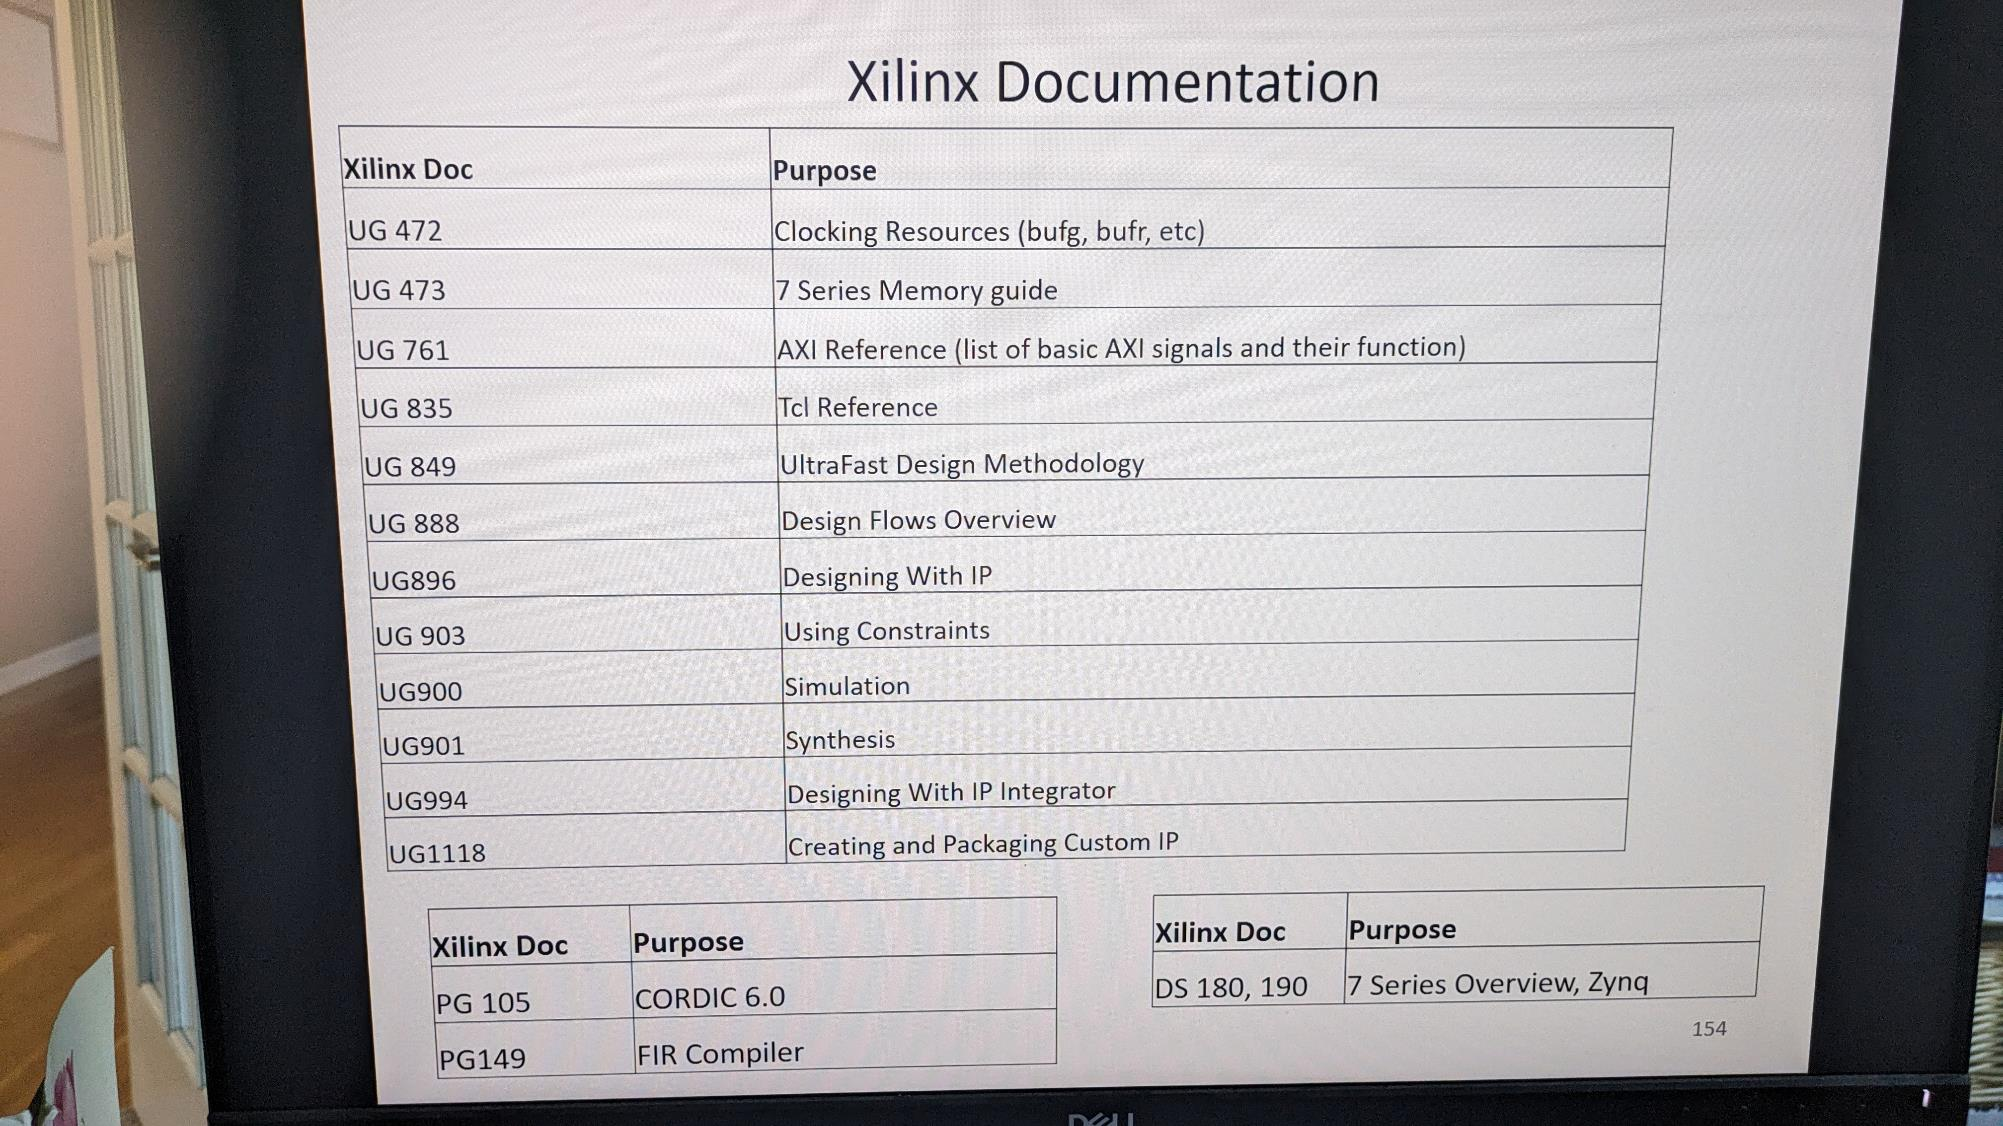 Xilinx Documentation
Xilinx Doc Purpose
UG 472 Clocking Resources (bufg, bufr, etc)
UG 473 7 Series Memory guide
UG 761 AXI Reference (list of basic AXI signals and their function)
UG 835 Tcl Reference
UG 849 UltraFast Design Methodology
UG 888 Design Flows Overview
UG896 Designing With IP
UG 903 Using Constraints
UG900 Simulation
UG901 Synthesis
UG994 Designing With IP Integrator
UG1118 Creating and Packaging Custom IP
Xilinx Doc Purpose
PG 105 CORDIC 6.0
PG149 FIR Compiler
Xilinx Doc Purpose
DS 180, 190 7 Series Overview, Zynq
154
DELL